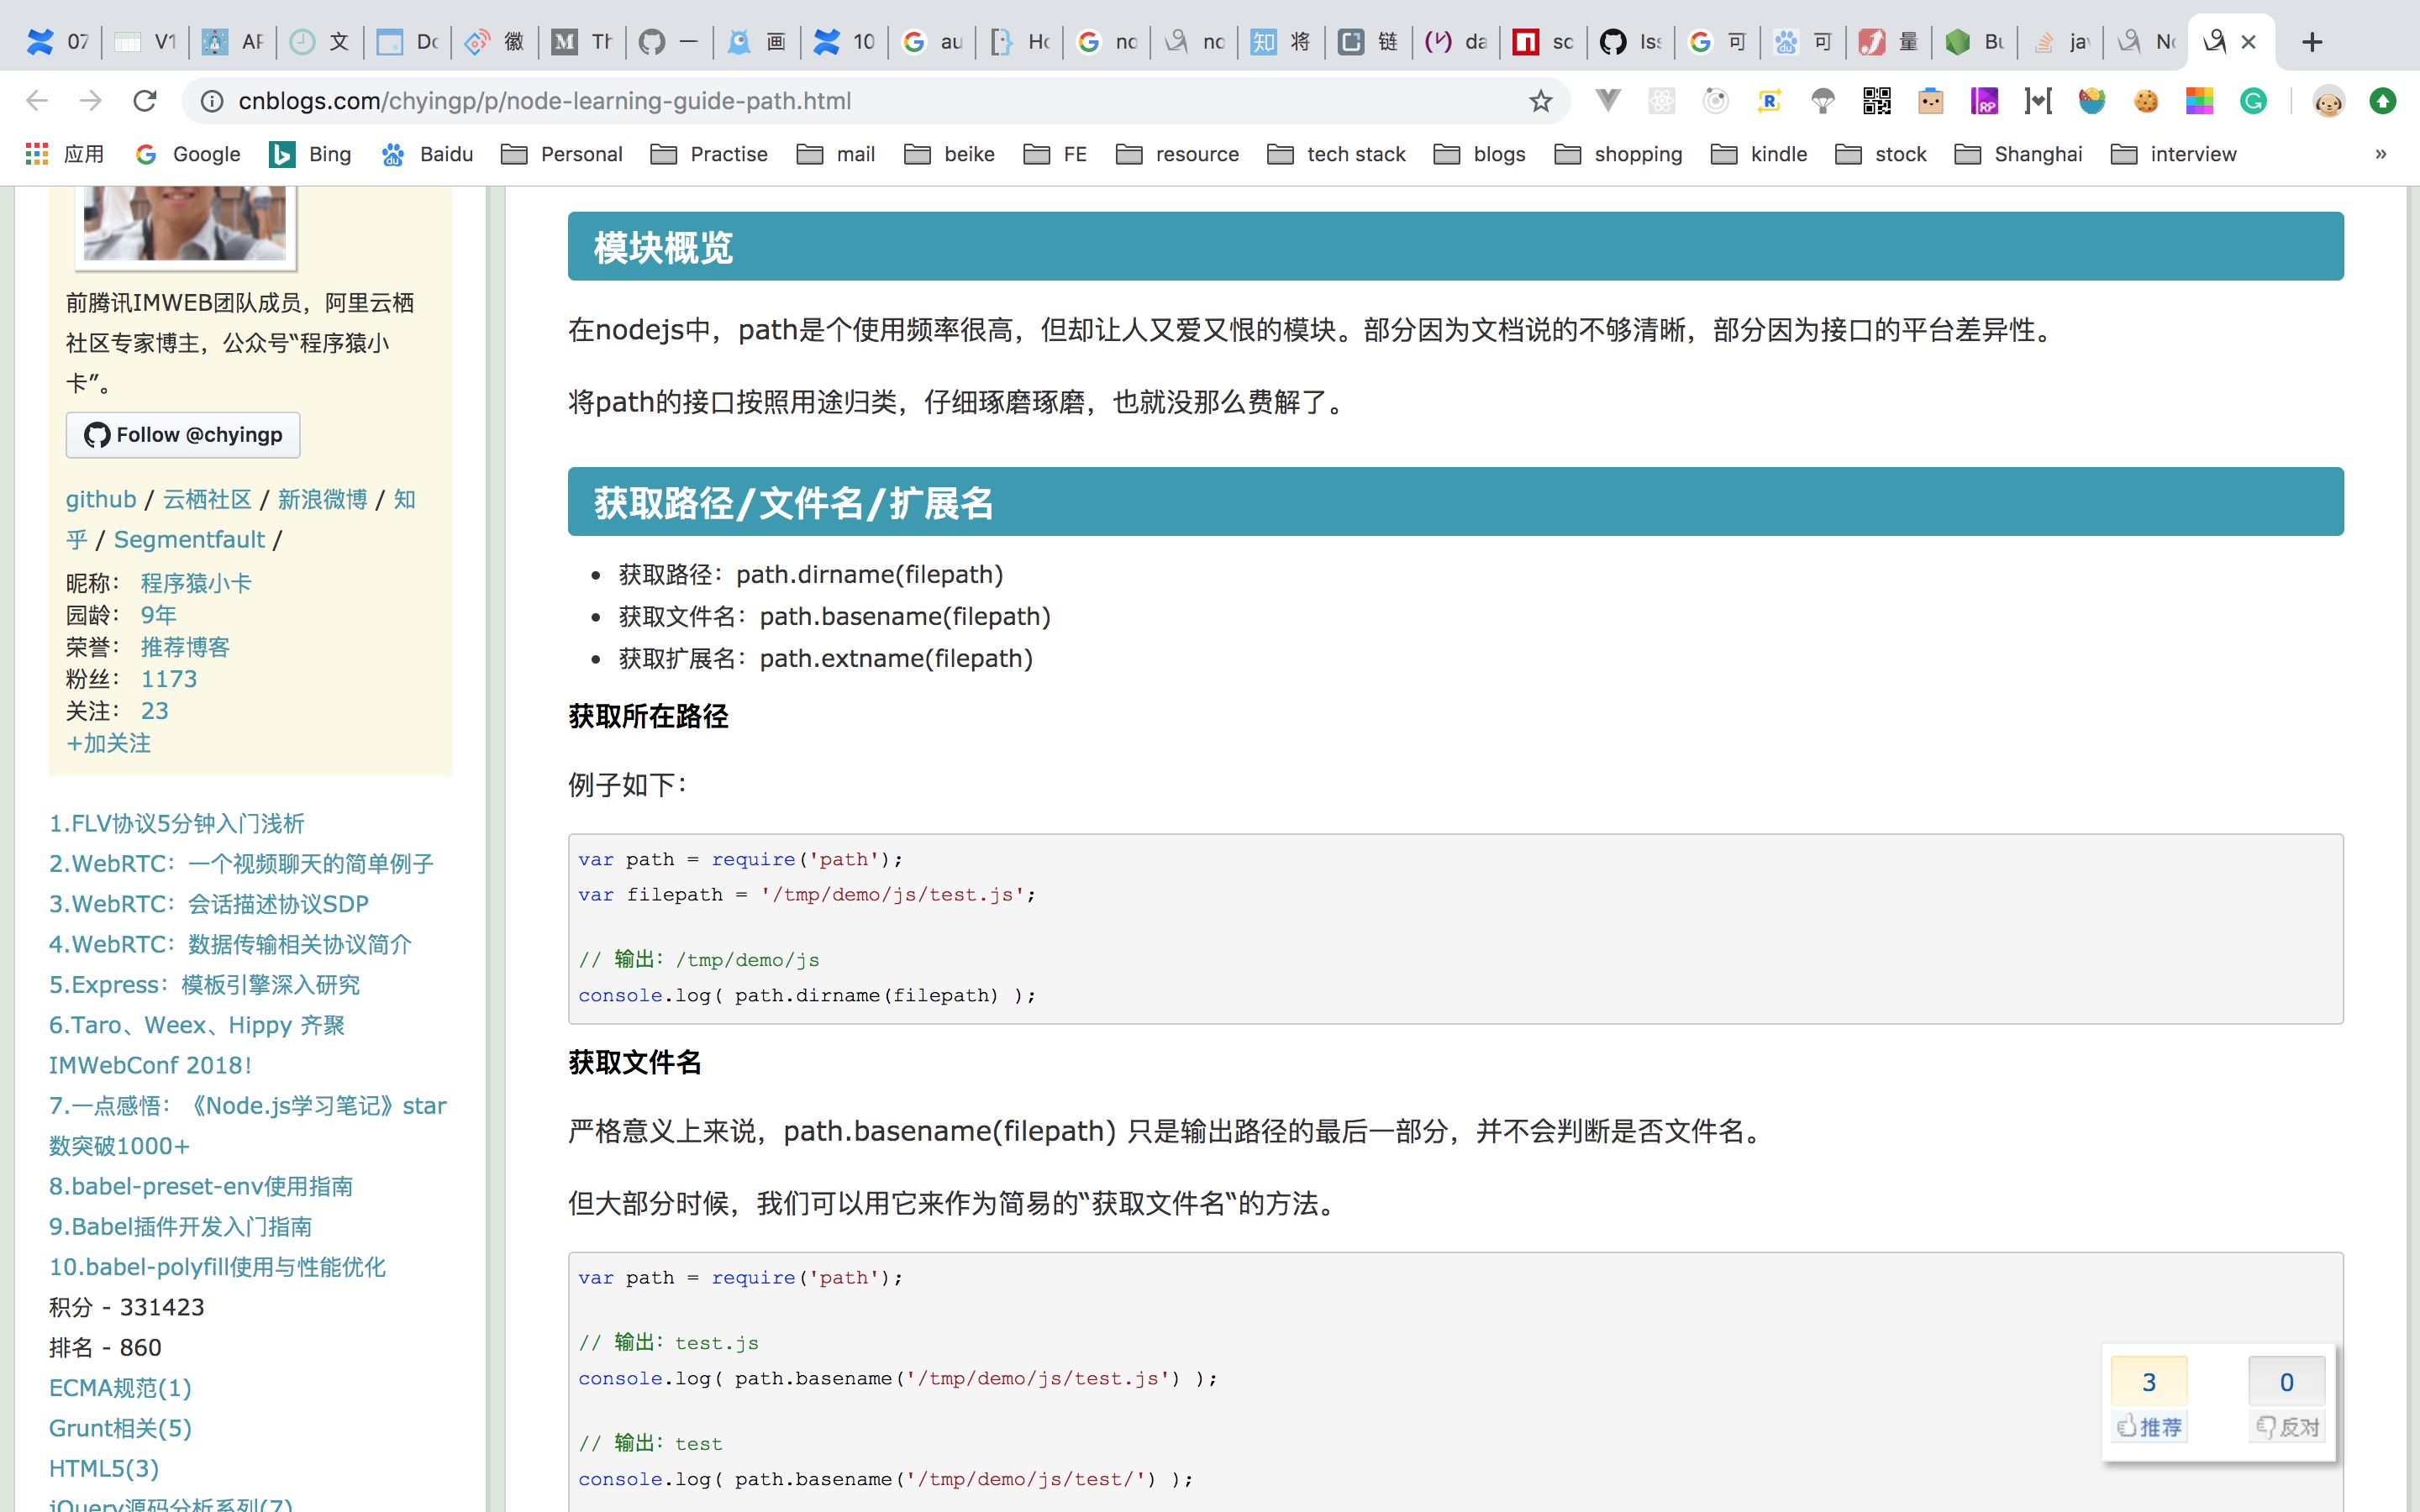 07
V1
AP
文
Do
徽
Th
一
画
10
au
Ho
no
no
知 将
链
da
sc
Iss
可
可
量
Bu
jav
No
cnblogs.com/chyingp/p/node-learning-guide-path.html
应用 Google Bing Baidu Personal Practise mail beike FE resource tech stack blogs shopping kindle stock Shanghai interview »
前腾讯IMWEB团队成员，阿里云栖
社区专家博主，公众号“程序猿小
卡”。
Follow @chyingp
github / 云栖社区 / 新浪微博 / 知
乎 / Segmentfault /
昵称： 程序猿小卡
园龄： 9年
荣誉： 推荐博客
粉丝： 1173
关注： 23
+加关注
1.FLV协议5分钟入门浅析
2.WebRTC：一个视频聊天的简单例子
3.WebRTC：会话描述协议SDP
4.WebRTC：数据传输相关协议简介
5.Express：模板引擎深入研究
6.Taro、Weex、Hippy 齐聚
IMWebConf 2018！
7.一点感悟：《Node.js学习笔记》star
数突破1000+
8.babel-preset-env使用指南
9.Babel插件开发入门指南
10.babel-polyfill使用与性能优化
积分 - 331423
排名 - 860
ECMA规范(1)
Grunt相关(5)
HTML5(3)
jQuery源码分析系列(7)
模块概览
在nodejs中，path是个使用频率很高，但却让人又爱又恨的模块。部分因为文档说的不够清晰，部分因为接口的平台差异性。
将path的接口按照用途归类，仔细琢磨琢磨，也就没那么费解了。
获取路径/文件名/扩展名
• 获取路径：path.dirname(filepath)
• 获取文件名：path.basename(filepath)
• 获取扩展名：path.extname(filepath)
获取所在路径
例子如下：
var path = require('path');
var filepath = '/tmp/demo/js/test.js';
// 输出：/tmp/demo/js
console.log( path.dirname(filepath) );
获取文件名
严格意义上来说，path.basename(filepath) 只是输出路径的最后一部分，并不会判断是否文件名。
但大部分时候，我们可以用它来作为简易的“获取文件名“的方法。
var path = require('path');
// 输出：test.js
console.log( path.basename('/tmp/demo/js/test.js') );
// 输出：test
console.log( path.basename('/tmp/demo/js/test/') );
3 0
推荐 反对